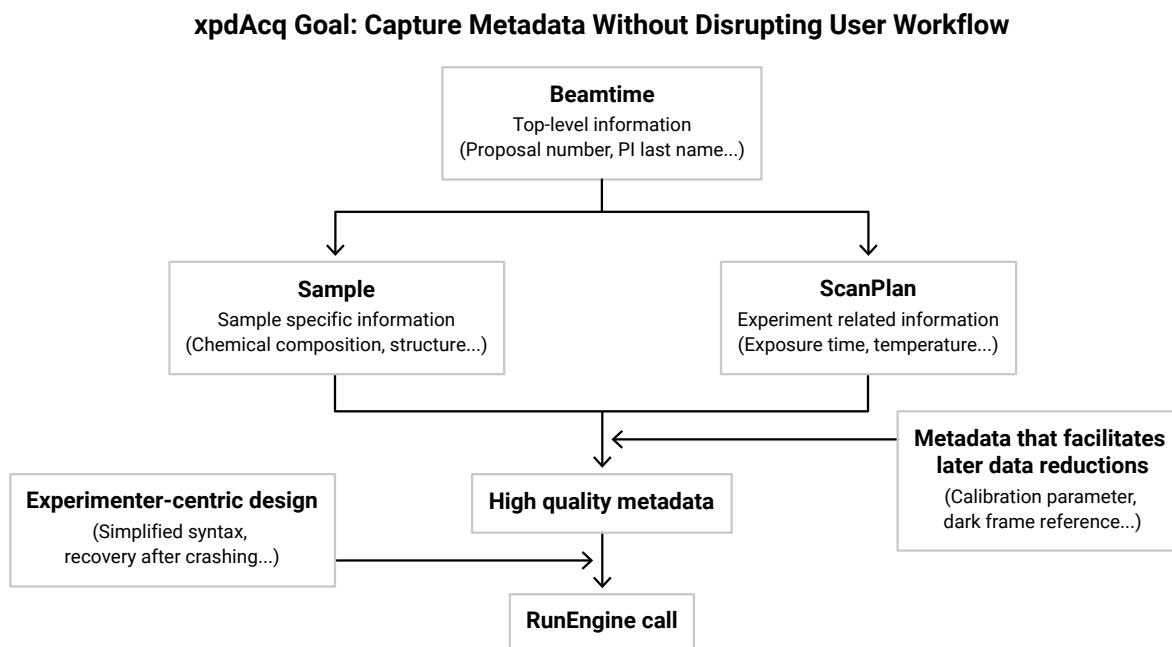 xpdAcq Goal: Capture Metadata Without Disrupting User Workflow
Beamtime
Top-level information
(Proposal number, PI last name...)
Sample
Sample specific information
(Chemical composition, structure...)
ScanPlan
Experiment related information
(Exposure time, temperature...)
Metadata that facilitates
later data reductions
(Calibration parameter,
dark frame reference...)
Experimenter-centric design
(Simplified syntax,
recovery after crashing...)
High quality metadata
RunEngine call